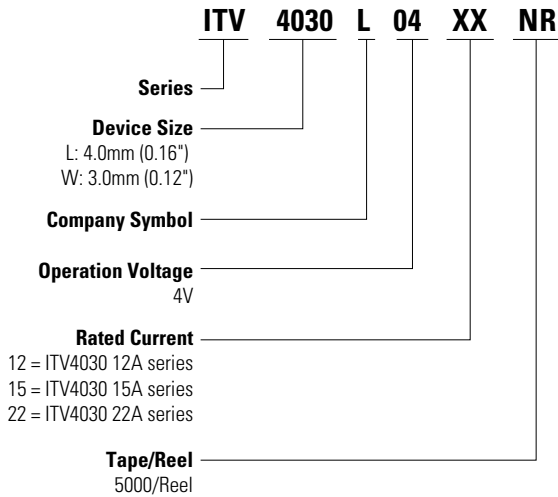 ITV 4030 L 04 XX NR
Series
Device Size
L: 4.0mm (0.16")
W: 3.0mm (0.12")
Company Symbol
Operation Voltage
4V
Rated Current
12 = ITV4030 12A series
15 = ITV4030 15A series
22 = ITV4030 22A series
Tape/Reel
5000/Reel